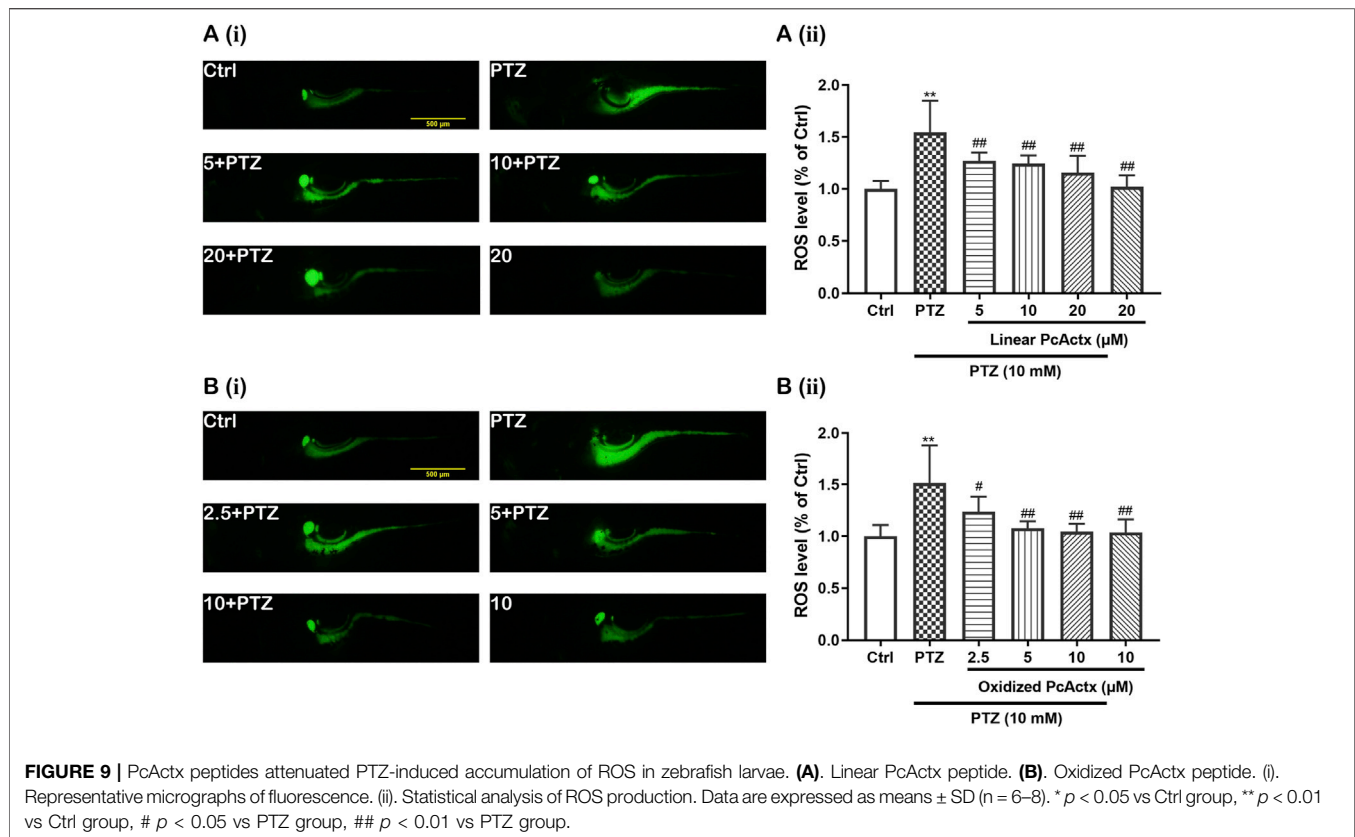 A (i)
Ctrl
500 µm
PTZ
5+PTZ
10+PTZ
20+PTZ
20
A (ii)
ROS level (% of Ctrl)
2.0
1.5
1.0
0.5
0.0
**
##
##
##
##
Ctrl PTZ 5 10 20 20
Linear PcActx (µM)
PTZ (10 mM)
B (i)
Ctrl
500 µm
PTZ
2.5+PTZ
5+PTZ
10+PTZ
10
B (ii)
ROS level (% of Ctrl)
2.0
1.5
1.0
0.5
0.0
**
#
##
##
##
Ctrl PTZ 2.5 5 10 10
Oxidized PcActx (µM)
PTZ (10 mM)
FIGURE 9 | PcActx peptides attenuated PTZ-induced accumulation of ROS in zebrafish larvae. (A). Linear PcActx peptide. (B). Oxidized PcActx peptide. (i).
Representative micrographs of fluorescence. (ii). Statistical analysis of ROS production. Data are expressed as means ± SD (n = 6–8). * p < 0.05 vs Ctrl group, ** p < 0.01
vs Ctrl group, # p < 0.05 vs PTZ group, ## p < 0.01 vs PTZ group.